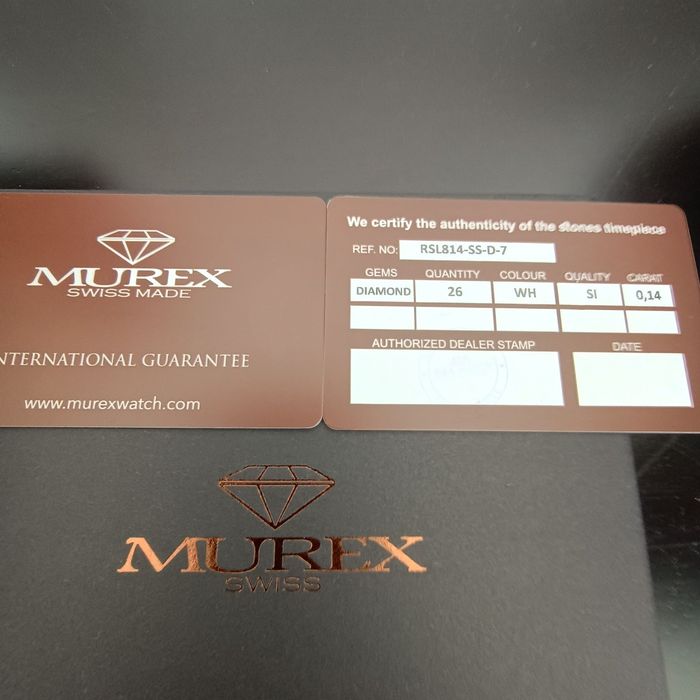 MUREX
SWISS MADE
NTERNATIONAL GUARANTEE
www.murexwatch.com
We certify the authenticity of the stones timepiece
REF. NO: RSL814-SS-D-7
GEMS QUANTITY COLOUR QUALITY CARAT
DIAMOND 26 WH SI 0,14
AUTHORIZED DEALER STAMP DATE
MUREX
SWISS